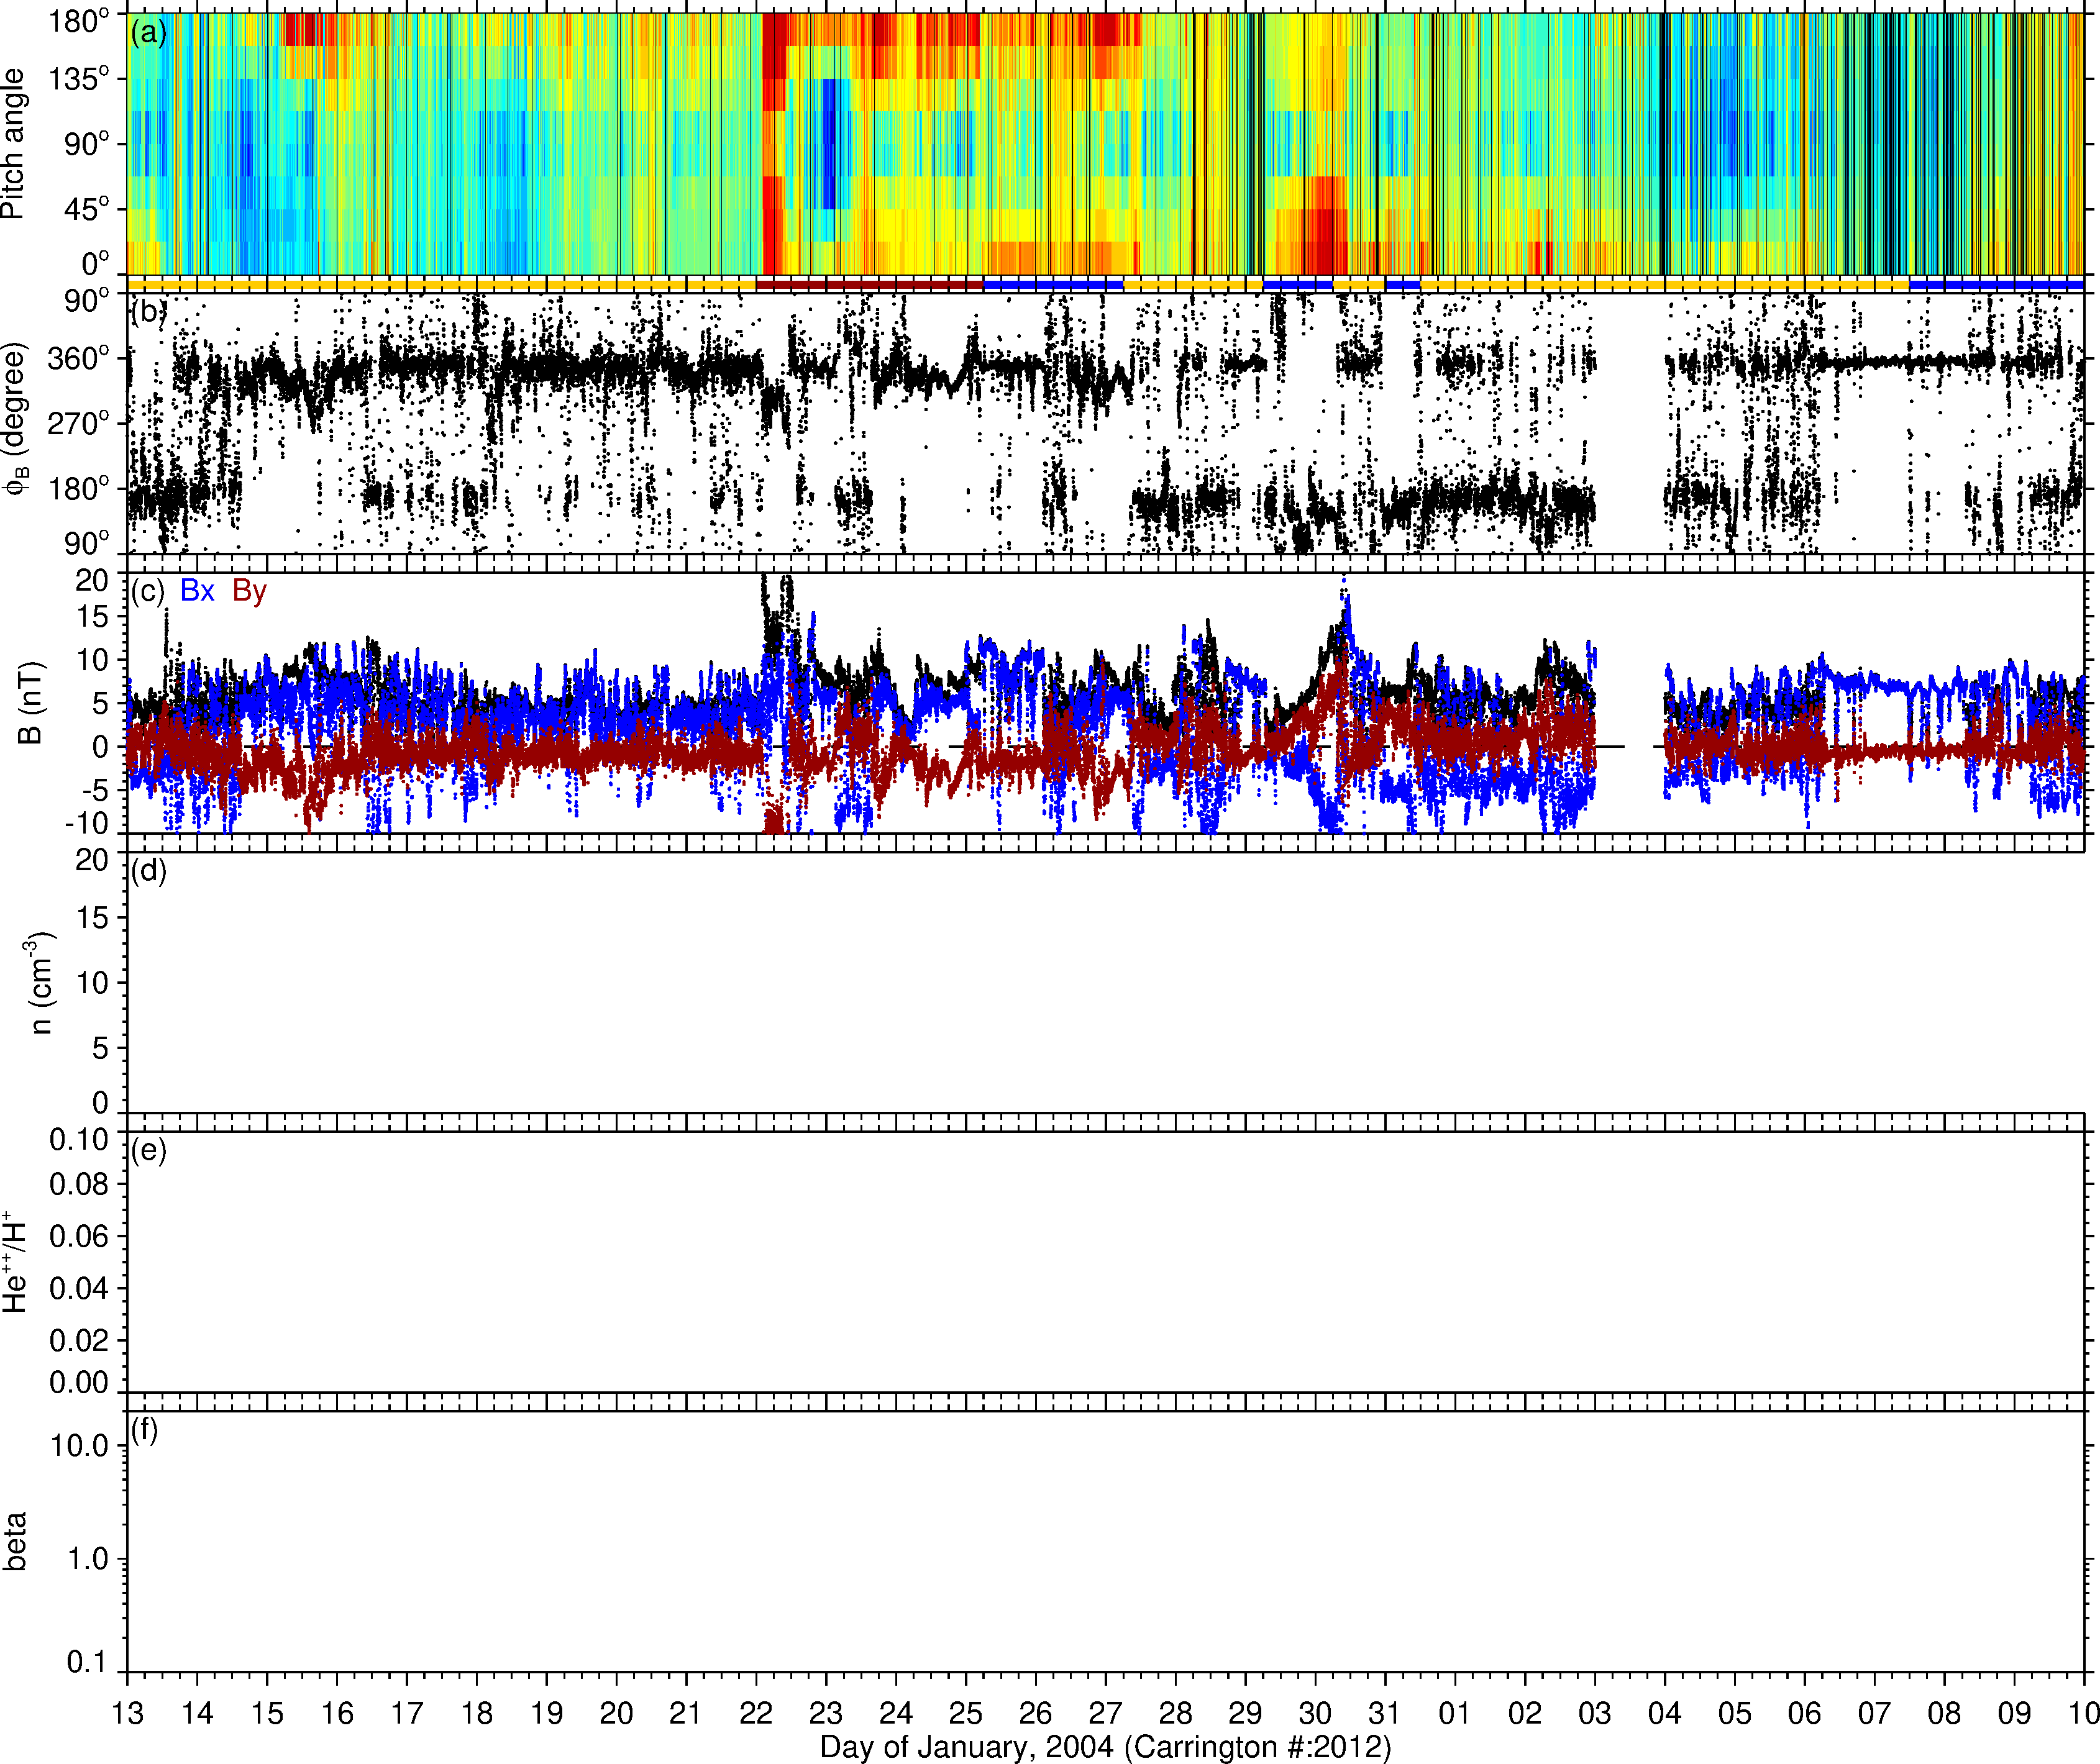 (a)
Pitch angle
180°
135°
90°
45°
0°
(b)
ϕB (degree)
90°
360°
270°
180°
90°
(c) Bx By
B (nT)
20
15
10
5
0
-5
-10
(d)
n (cm-3)
20
15
10
5
0
(e)
He++/H+
0.10
0.08
0.06
0.04
0.02
0.00
(f)
beta
10.0
1.0
0.1
13 14 15 16 17 18 19 20 21 22 23 24 25 26 27 28 29 30 31 01 02 03 04 05 06 07 08 09 10
Day of January, 2004 (Carrington #:2012)